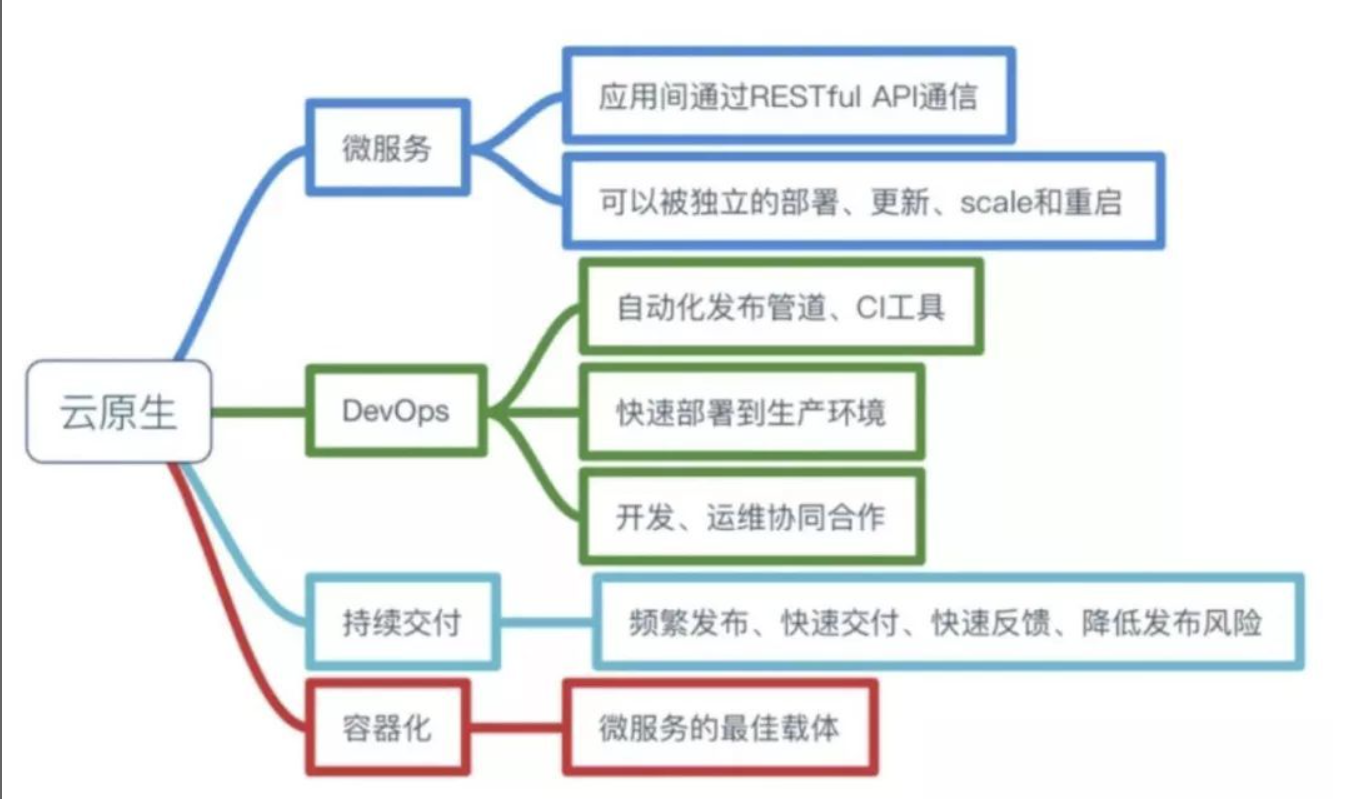 云原生
微服务
应用间通过RESTful API通信
可以被独立的部署、更新、scale和重启
DevOps
自动化发布管道、CI工具
快速部署到生产环境
开发、运维协同合作
持续交付
频繁发布、快速交付、快速反馈、降低发布风险
容器化
微服务的最佳载体